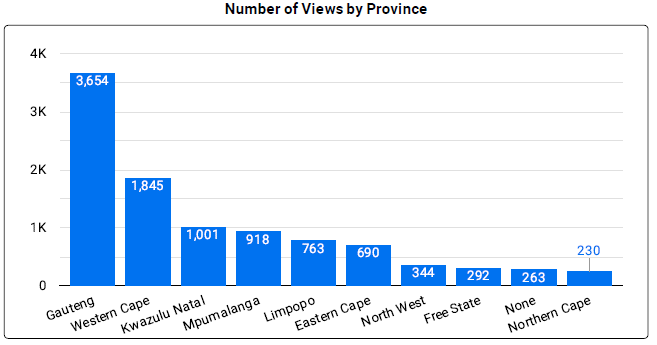 Number of Views by Province
4K
3K
2K
1K
0
3,654
1,845
1,001
918
763
690
344
292
263
230
Gauteng
Western Cape
Kwazulu Natal
Mpumalanga
Limpopo
Eastern Cape
North West
Free State
None
Northern Cape